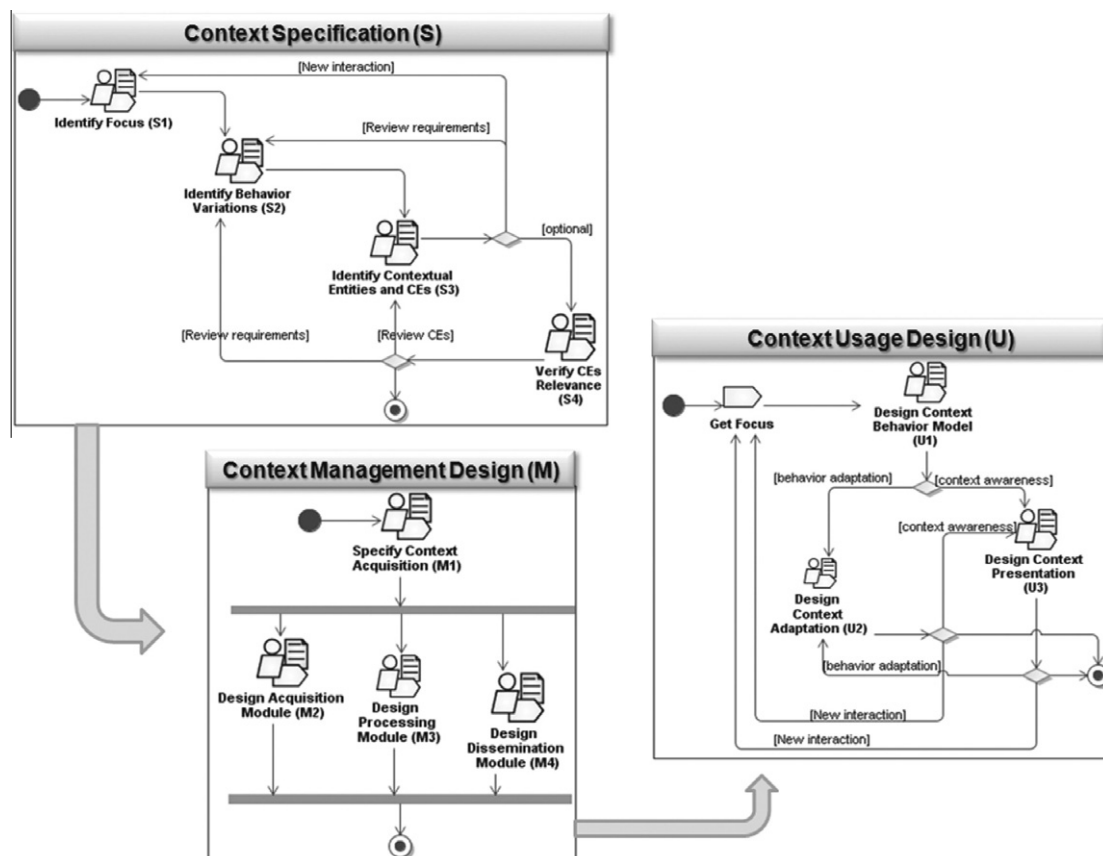 Context Specification (S)
[New interaction]
Identify Focus (S1)
[Review requirements]
Identify Behavior
Variations (S2)
[optional]
Identify Contextual
Entities and CEs (S3)
[Review requirements]
[Review CEs]
Verify CEs
Relevance
(S4)
Context Management Design (M)
Specify Context
Acquisition (M1)
Design Acquisition
Module (M2)
Design
Processing
Module (M3)
Design
Dissemination
Module (M4)
Context Usage Design (U)
Get Focus
Design Context
Behavior Model
(U1)
[behavior adaptation]
[context awareness]
[context awareness]
Design Context
Presentation
(U3)
Design
Context
Adaptation (U2)
[behavior adaptation]
[New interaction]
[New interaction]